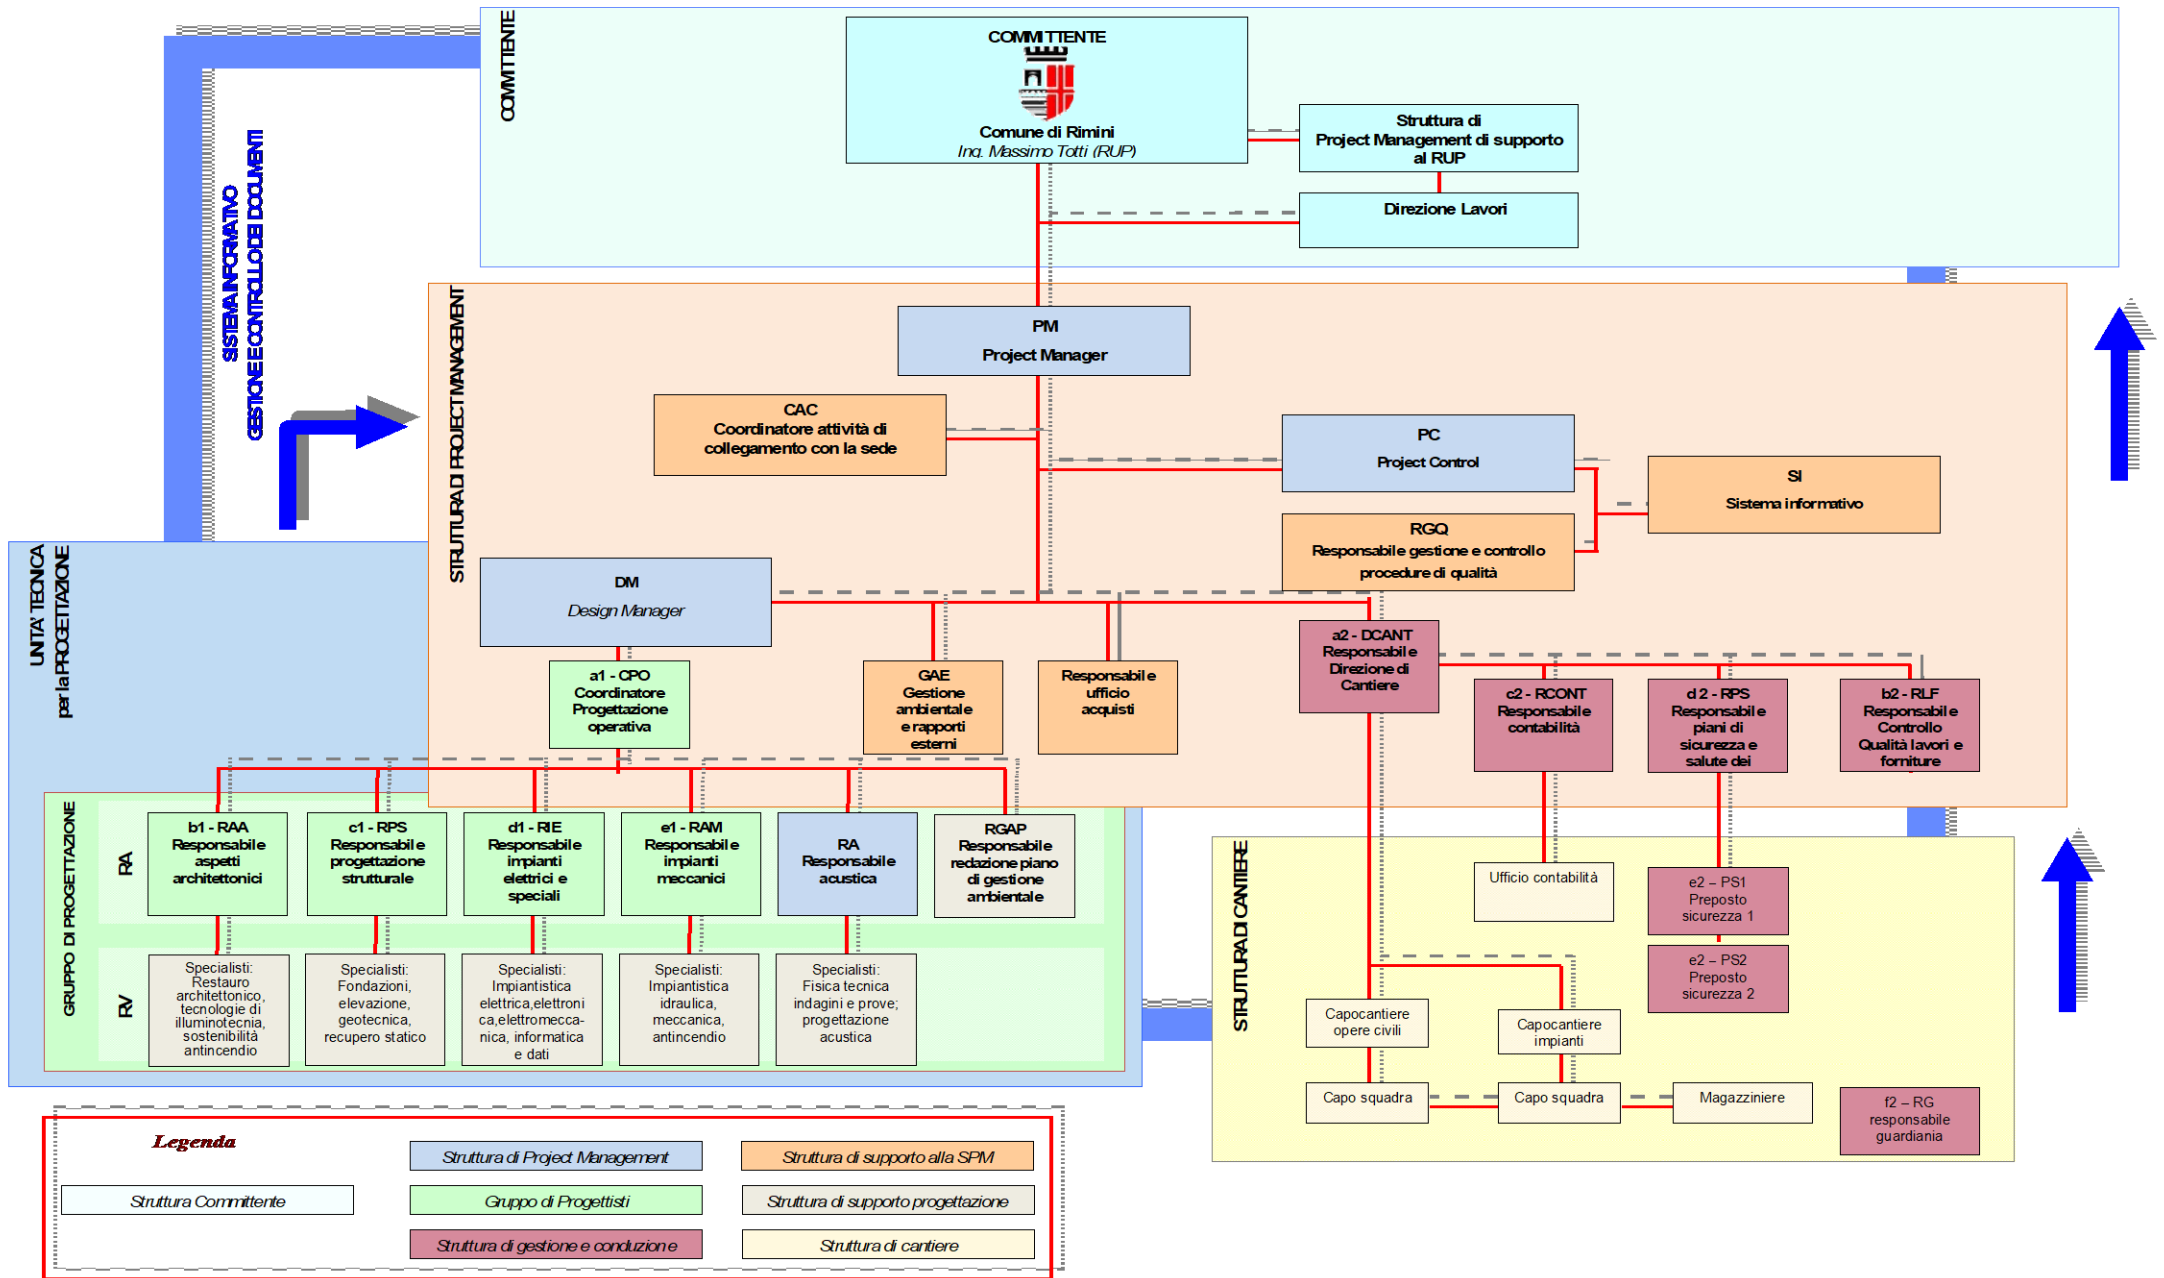 COMMITTENTE
COMMITTENTE
Comune di Rimini
Ing. Massimo Totti (RUP)
Struttura di
Project Management di supporto
al RUP
Direzione Lavori
SISTEMA INFORMATIVO
GESTIONE E CONTROLLO DEI DOCUMENTI
STRUTTURA DI PROJECT MANAGEMENT
PM
Project Manager
CAC
Coordinatore attività di
collegamento con la sede
PC
Project Control
SI
Sistema informativo
RGQ
Responsabile gestione e controllo
procedure di qualità
UNITA' TECNICA
per la PROGETTAZIONE
DM
Design Manager
a1 - CPO
Coordinatore
Progettazione
operativa
GAE
Gestione
ambientale
e rapporti
esterni
Responsabile
ufficio
acquisti
a2 - DCANT
Responsabile
Direzione di
Cantiere
c2 - RCONT
Responsabile
contabilità
d 2 - RPS
Responsabile
piani di
sicurezza e
salute dei
b2 - RLF
Responsabile
Controllo
Qualità lavori e
forniture
GRUPPO DI PROGETTAZIONE
RA
b1 - RAA
Responsabile
aspetti
architettonici
c1 - RPS
Responsabile
progettazione
strutturale
d1 - RIE
Responsabile
impianti
elettrici e
speciali
e1 - RAM
Responsabile
impianti
meccanici
RA
Responsabile
acustica
RGAP
Responsabile
redazione piano
di gestione
ambientale
RV
Specialisti:
Restauro
architettonico,
tecnologie di
illuminotecnia,
sostenibilità
antincendio
Specialisti:
Fondazioni,
elevazione,
geotecnica,
recupero statico
Specialisti:
Impiantistica
elettrica,elettroni
ca,elettromecca-
nica, informatica
e dati
Specialisti:
Impiantistica
idraulica,
meccanica,
antincendio
Specialisti:
Fisica tecnica
indagini e prove;
progettazione
acustica
STRUTTURA DI CANTIERE
Ufficio contabilità
e2 – PS1
Preposto
sicurezza 1
e2 – PS2
Preposto
sicurezza 2
Capocantiere
opere civili
Capocantiere
impianti
Capo squadra
Capo squadra
Magazziniere
f2 – RG
responsabile
guardiania
Legenda
Struttura di Project Management
Struttura di supporto alla SPM
Struttura Committente
Gruppo di Progettisti
Struttura di supporto progettazione
Struttura di gestione e conduzione
Struttura di cantiere